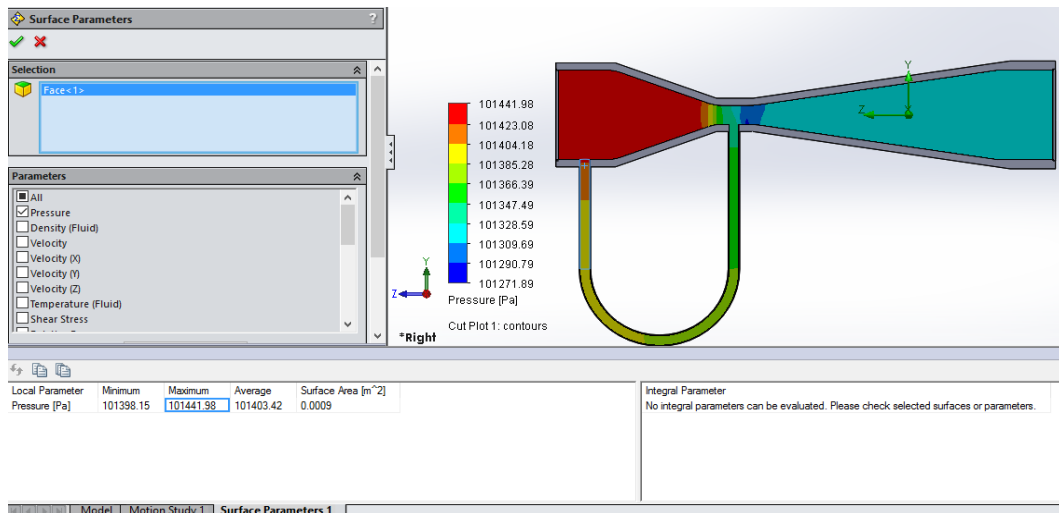 Surface Parameters ?
Selection
Face<1>
Parameters
All
Pressure
Density (Fluid)
Velocity
Velocity (X)
Velocity (Y)
Velocity (Z)
Temperature (Fluid)
Shear Stress
101441.98
101423.08
101404.18
101385.28
101366.39
101347.49
101328.59
101309.69
101290.79
101271.89
Pressure [Pa]
Cut Plot 1: contours
Y
Z
*Right
Y
Z
X
Local Parameter Minimum Maximum Average Surface Area [m^2]
Pressure [Pa] 101398.15 101441.98 101403.42 0.0009
Integral Parameter
No integral parameters can be evaluated. Please check selected surfaces or parameters.
Model Motion Study 1 Surface Parameters 1